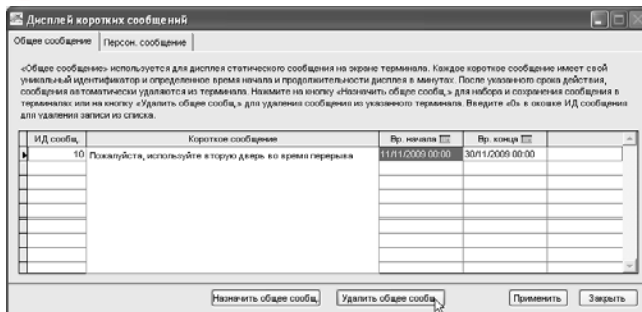 Дисплей коротких сообщений
Общее сообщение Персон. сообщение
«Общее сообщение» используется для дисплея статического сообщения на экране терминала. Каждое короткое сообщение имеет свой
уникальный идентификатор и определенное время начала и продолжительности дисплея в минутах. После указанного срока действия,
сообщения автоматически удаляются из терминала. Нажмите на кнопку «Назначить общее сообщ.» для набора и сохранения сообщения в
терминалах или на кнопку «Удалить общее сообщ.» для удаления сообщения из указанного терминала. Введите «0» в окошке ИД сообщения
для удаления записи из списка.
ИД сообщ. Короткое сообщение Вр. начала Вр. конца
10 Пожалуйста, используйте вторую дверь во время перерыва 11/11/2009 00:00 30/11/2009 00:00
Назначить общее сообщ. Удалить общее сообщ. Применить Закрыть